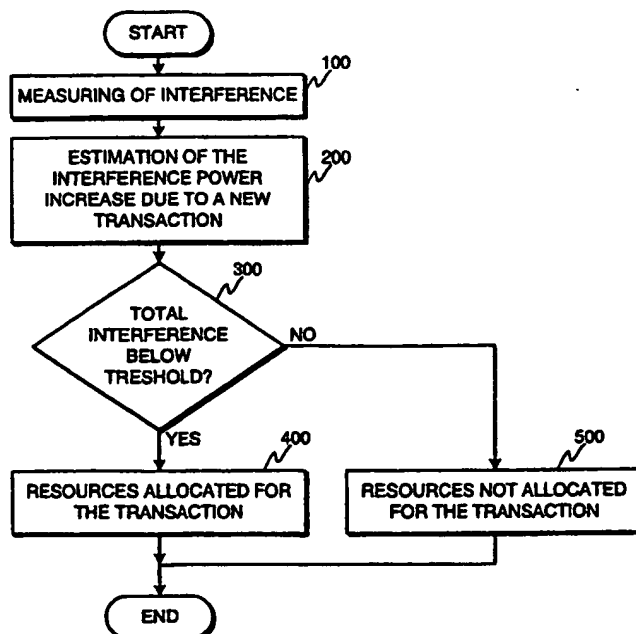 START
100
MEASURING OF INTERFERENCE
200
ESTIMATION OF THE
INTERFERENCE POWER
INCREASE DUE TO A NEW
TRANSACTION
300
TOTAL
INTERFERENCE
BELOW
TRESHOLD?
NO
YES
400
RESOURCES ALLOCATED FOR
THE TRANSACTION
500
RESOURCES NOT ALLOCATED
FOR THE TRANSACTION
END